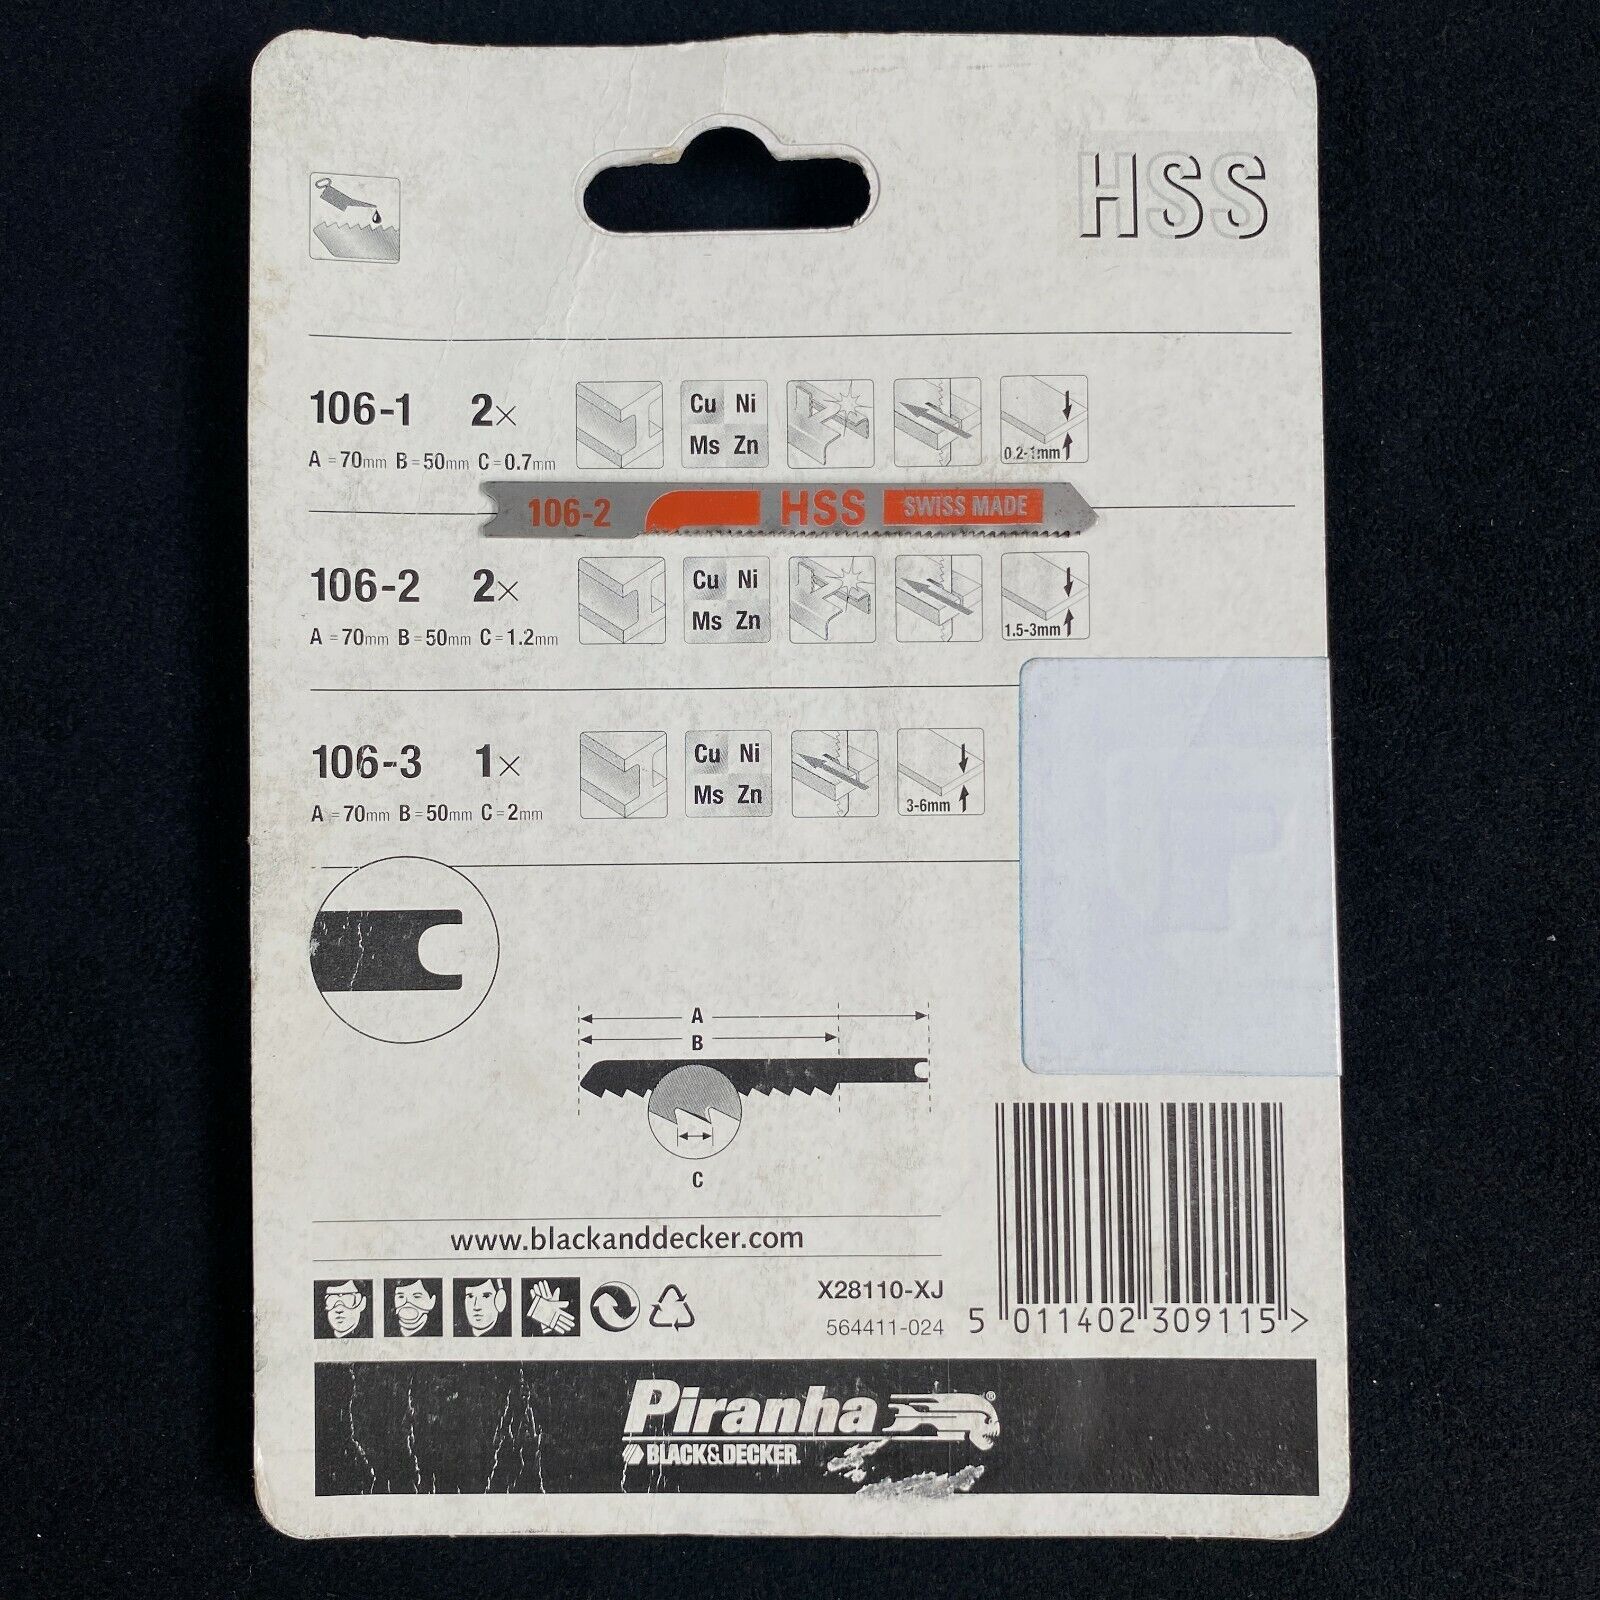 HSS
106-1 2×
Cu Ni
Ms Zn
0.2-1mm
A = 70mm B = 50mm C = 0.7mm
106-2 HSS SWISS MADE
106-2 2×
Cu Ni
Ms Zn
1.5-3mm
A = 70mm B = 50mm C = 1.2mm
106-3 1×
Cu Ni
Ms Zn
3-6mm
A = 70mm B = 50mm C = 2mm
A
B
C
www.blackanddecker.com
X28110-XJ
564411-024
5 011402 309115 >
Piranha ®
BLACK&DECKER.